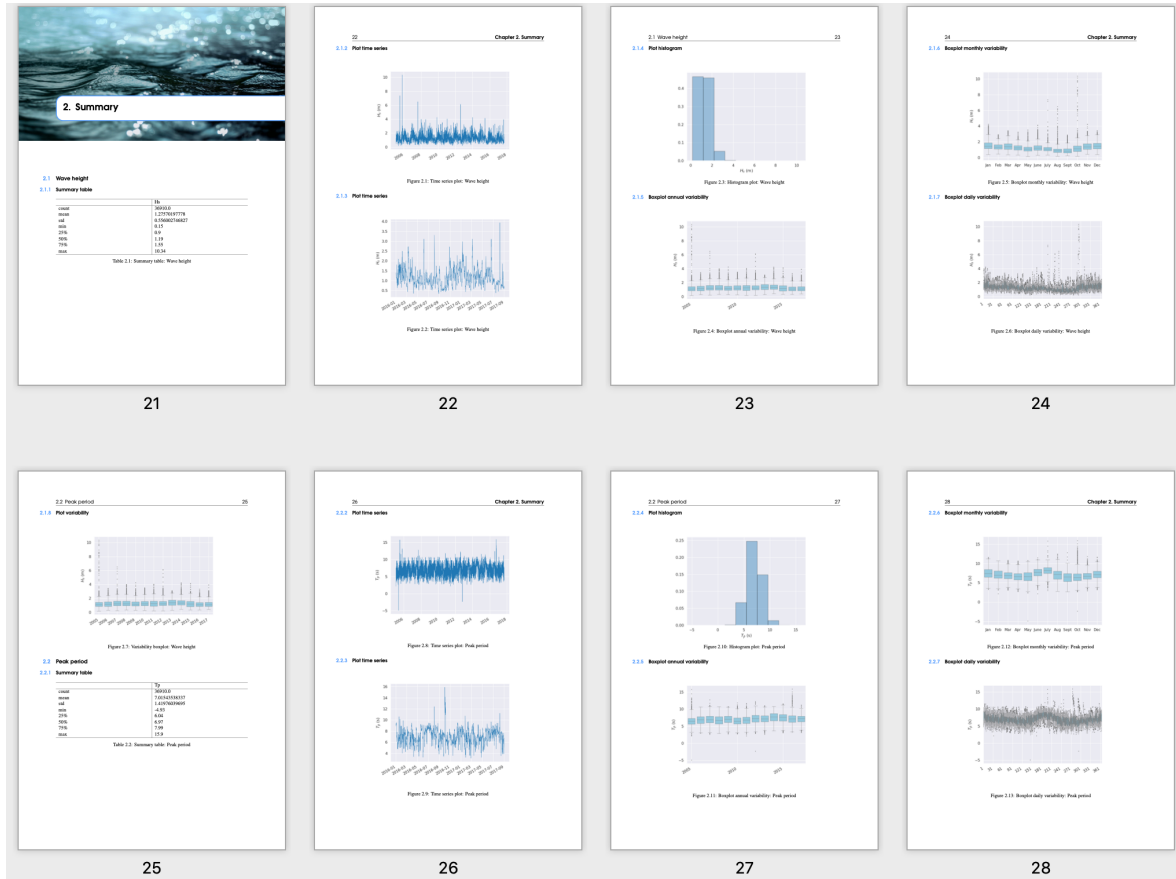 2. Summary
2.1 Wave height
2.1.1 Summary table
Hs
count 36910.0
mean
std
min 0.15
25% 0.9
50% 1.19
75% 1.55
max 10.34
Table 2.1: Summary table: Wave height
21
22 Chapter 2. Summary
2.1.2 Plot time series
Figure 2.1: Time series plot: Wave height
2.1.3 Plot time series
Figure 2.2: Time series plot: Wave height
22
2.1 Wave height 23
2.1.4 Plot histogram
Figure 2.3: Histogram plot: Wave height
2.1.5 Boxplot annual variability
Figure 2.4: Boxplot annual variability: Wave height
23
24 Chapter 2. Summary
2.1.6 Boxplot monthly variability
Jan Feb Mar Apr May June July Aug Sept Oct Nov Dec
Figure 2.5: Boxplot monthly variability: Wave height
2.1.7 Boxplot daily variability
Figure 2.6: Boxplot daily variability: Wave height
24
2.2 Peak period 25
2.1.8 Plot variability
2005 2006 2007 2008 2009 2010 2011 2012 2013 2014 2015 2016 2017
Figure 2.7: Variability boxplot: Wave height
2.2 Peak period
2.2.1 Summary table
Tp
count 36910.0
mean
std
min -4.93
25% 6.04
50% 6.97
75% 7.99
max 15.9
Table 2.2: Summary table: Peak period
25
26 Chapter 2. Summary
2.2.2 Plot time series
Figure 2.8: Time series plot: Peak period
2.2.3 Plot time series
Figure 2.9: Time series plot: Peak period
26
2.2 Peak period 27
2.2.4 Plot histogram
Figure 2.10: Histogram plot: Peak period
2.2.5 Boxplot annual variability
Figure 2.11: Boxplot annual variability: Peak period
27
28 Chapter 2. Summary
2.2.6 Boxplot monthly variability
Jan Feb Mar Apr May June July Aug Sept Oct Nov Dec
Figure 2.12: Boxplot monthly variability: Peak period
2.2.7 Boxplot daily variability
Figure 2.13: Boxplot daily variability: Peak period
28